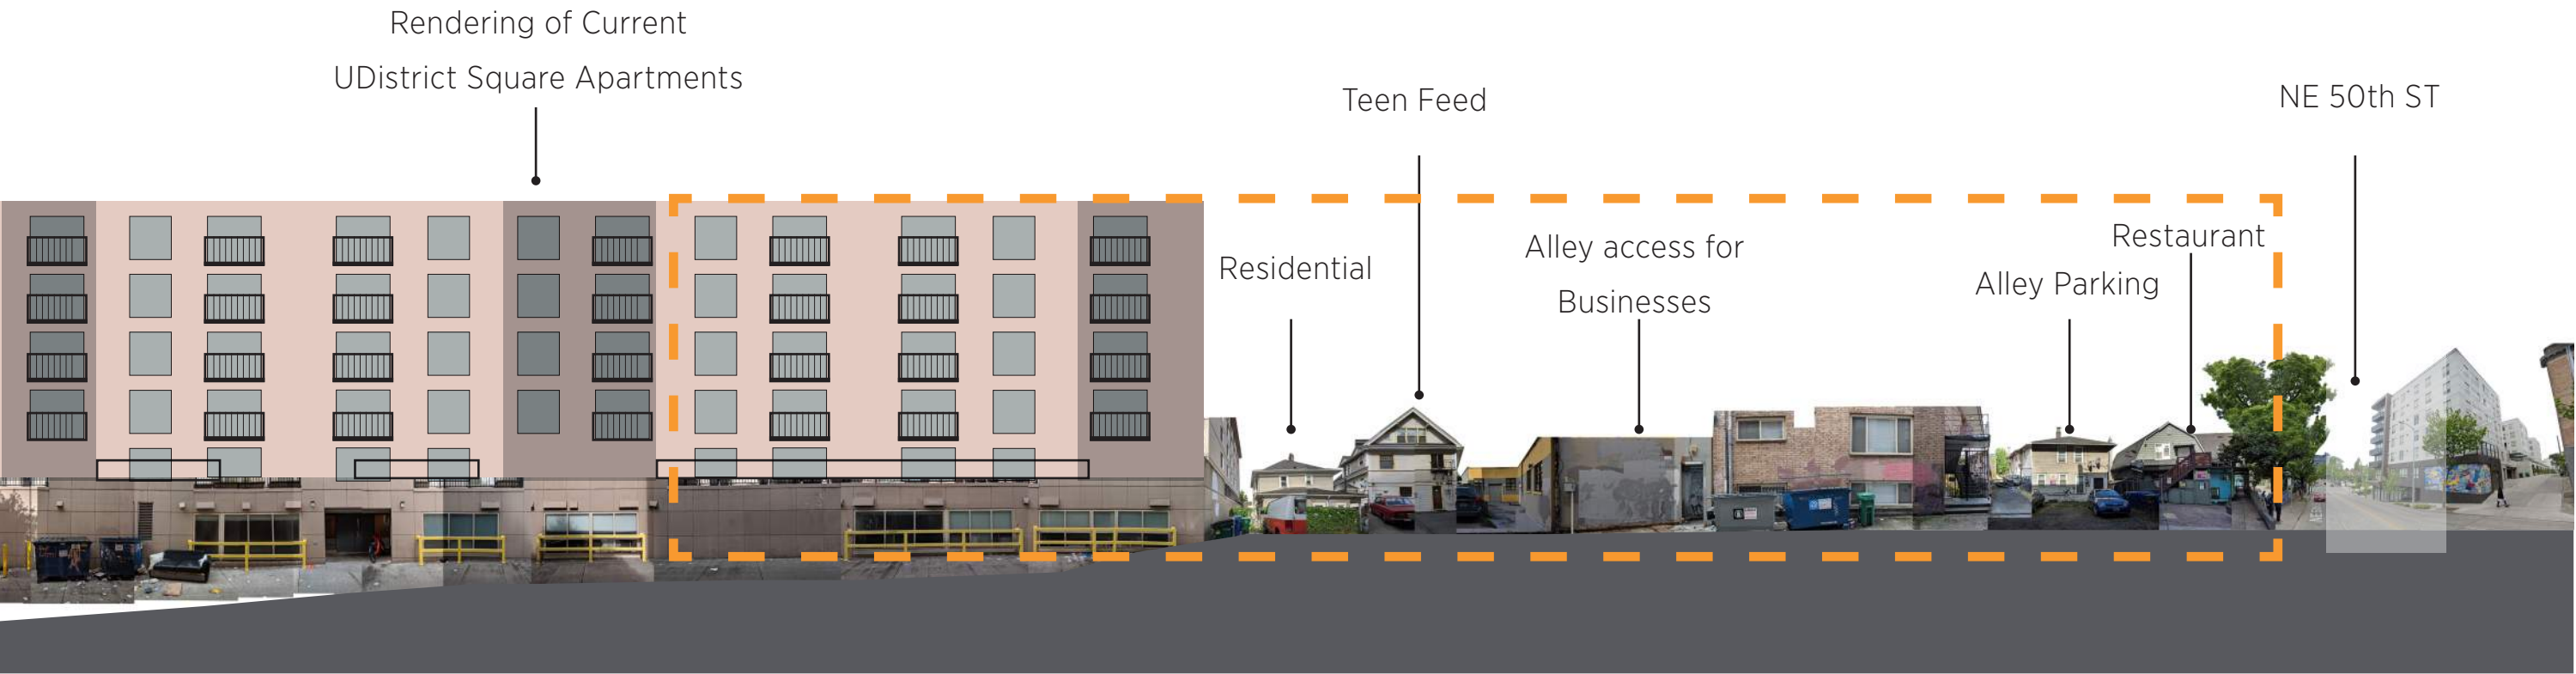 Rendering of Current
UDistrict Square Apartments
Teen Feed
NE 50th ST
Residential
Alley access for
Businesses
Alley Parking
Restaurant